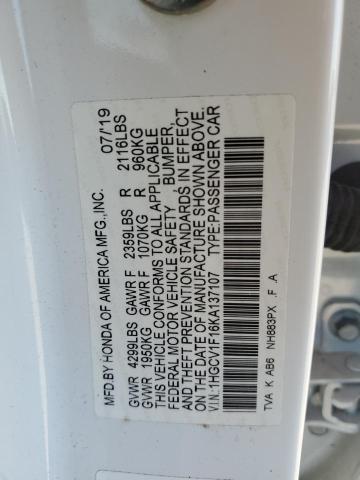 MFD.BY HONDA OF AMERICA MFG.,INC. 07/'19
GVWR 4299LBS GAWR F 2359LBS R 2116LBS
GVWR 1950KG GAWR F 1070KG R 960KG
THIS VEHICLE CONFORMS TO ALL APPLICABLE
FEDERAL MOTOR VEHICLE SAFETY, BUMPER,
AND THEFT PREVENTION STANDARDS IN EFFECT
ON THE DATE OF MANUFACTURE SHOWN ABOVE.
V.I.N.:1HGCV1F16KA137107 TYPE:PASSENGER CAR
TVA K AB6 NH883PX .F .A